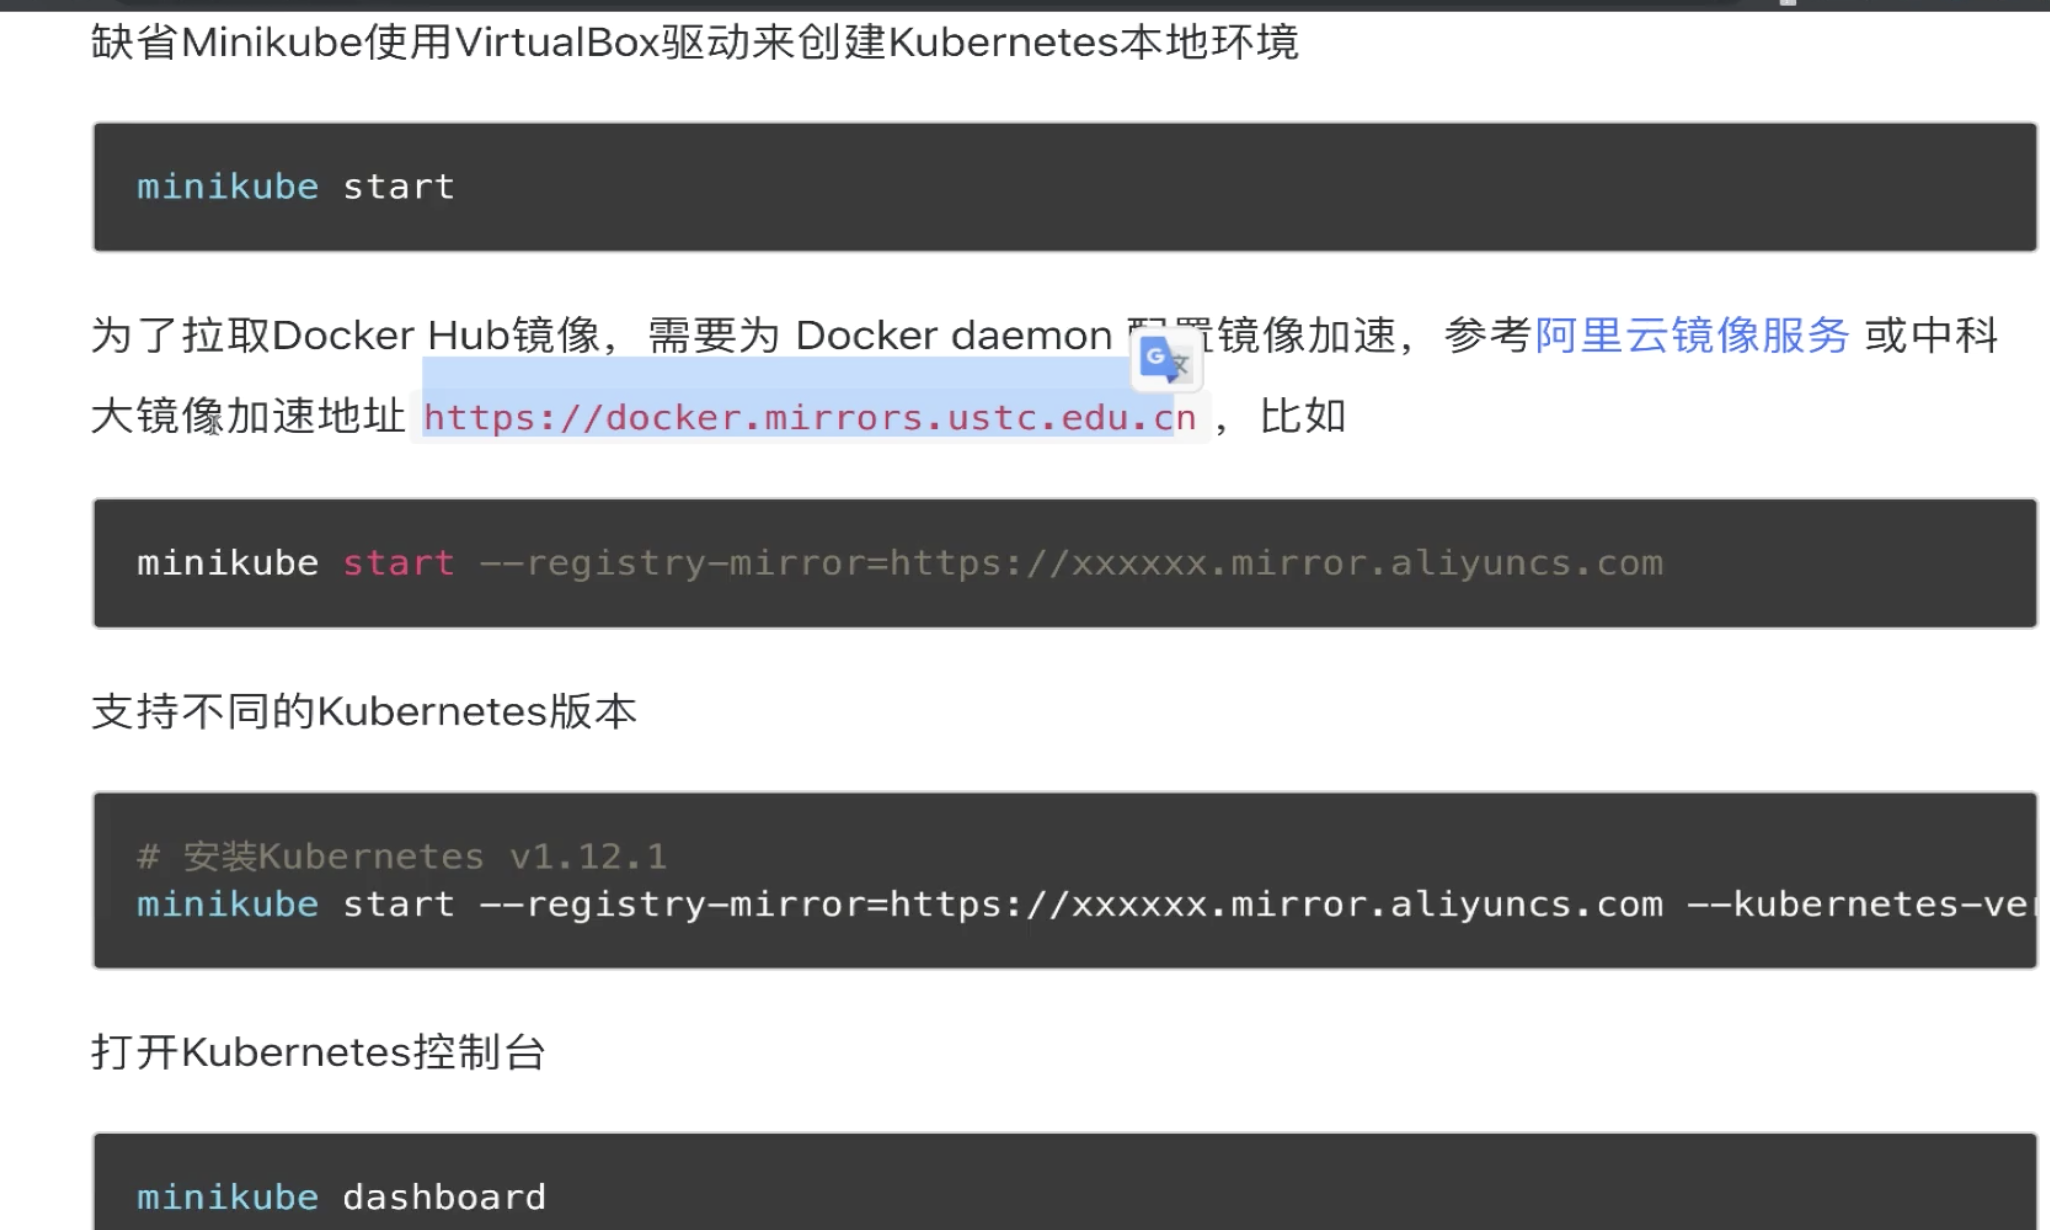 缺省Minikube使用VirtualBox驱动来创建Kubernetes本地环境
minikube start
为了拉取Docker Hub镜像，需要为 Docker daemon 配置镜像加速，参考阿里云镜像服务 或中科
大镜像加速地址 https://docker.mirrors.ustc.edu.cn ，比如
minikube start --registry-mirror=https://xxxxxx.mirror.aliyuncs.com
支持不同的Kubernetes版本
# 安装Kubernetes v1.12.1
minikube start --registry-mirror=https://xxxxxx.mirror.aliyuncs.com --kubernetes-ve
打开Kubernetes控制台
minikube dashboard